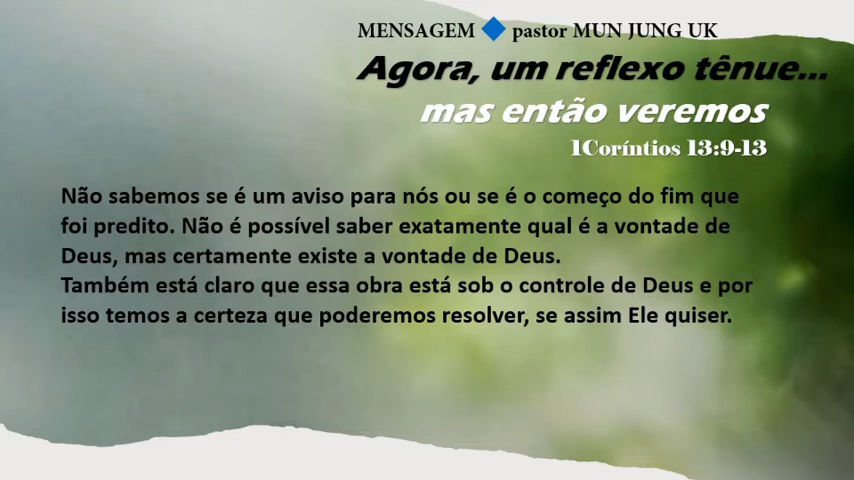 MENSAGEM 🔷 pastor MUN JUNG UK
Agora, um reflexo tênue...
mas então veremos
1Coríntios 13:9-13
Não sabemos se é um aviso para nós ou se é o começo do fim que
foi predito. Não é possível saber exatamente qual é a vontade de
Deus, mas certamente existe a vontade de Deus.
Também está claro que essa obra está sob o controle de Deus e por
isso temos a certeza que poderemos resolver, se assim Ele quiser.